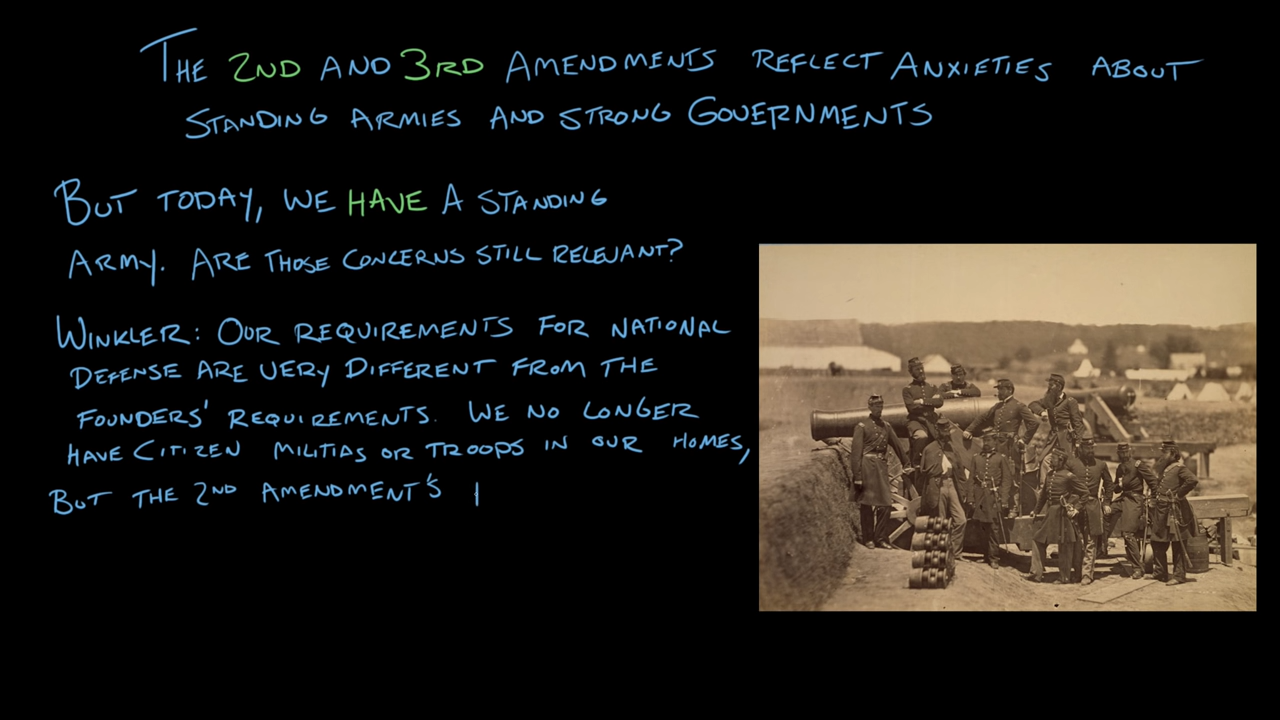 THE 2ND AND 3RD AMENDMENTS REFLECT ANXIETIES ABOUT
STANDING ARMIES AND STRONG GOVERNMENTS
BUT TODAY, WE HAVE A STANDING
ARMY. ARE THOSE CONCERNS STILL RELEVANT?
WINKLER: OUR REQUIREMENTS FOR NATIONAL
DEFENSE ARE VERY DIFFERENT FROM THE
FOUNDERS' REQUIREMENTS. WE NO LONGER
HAVE CITIZEN MILITIAS OR TROOPS IN OUR HOMES,
BUT THE 2ND AMENDMENT'S